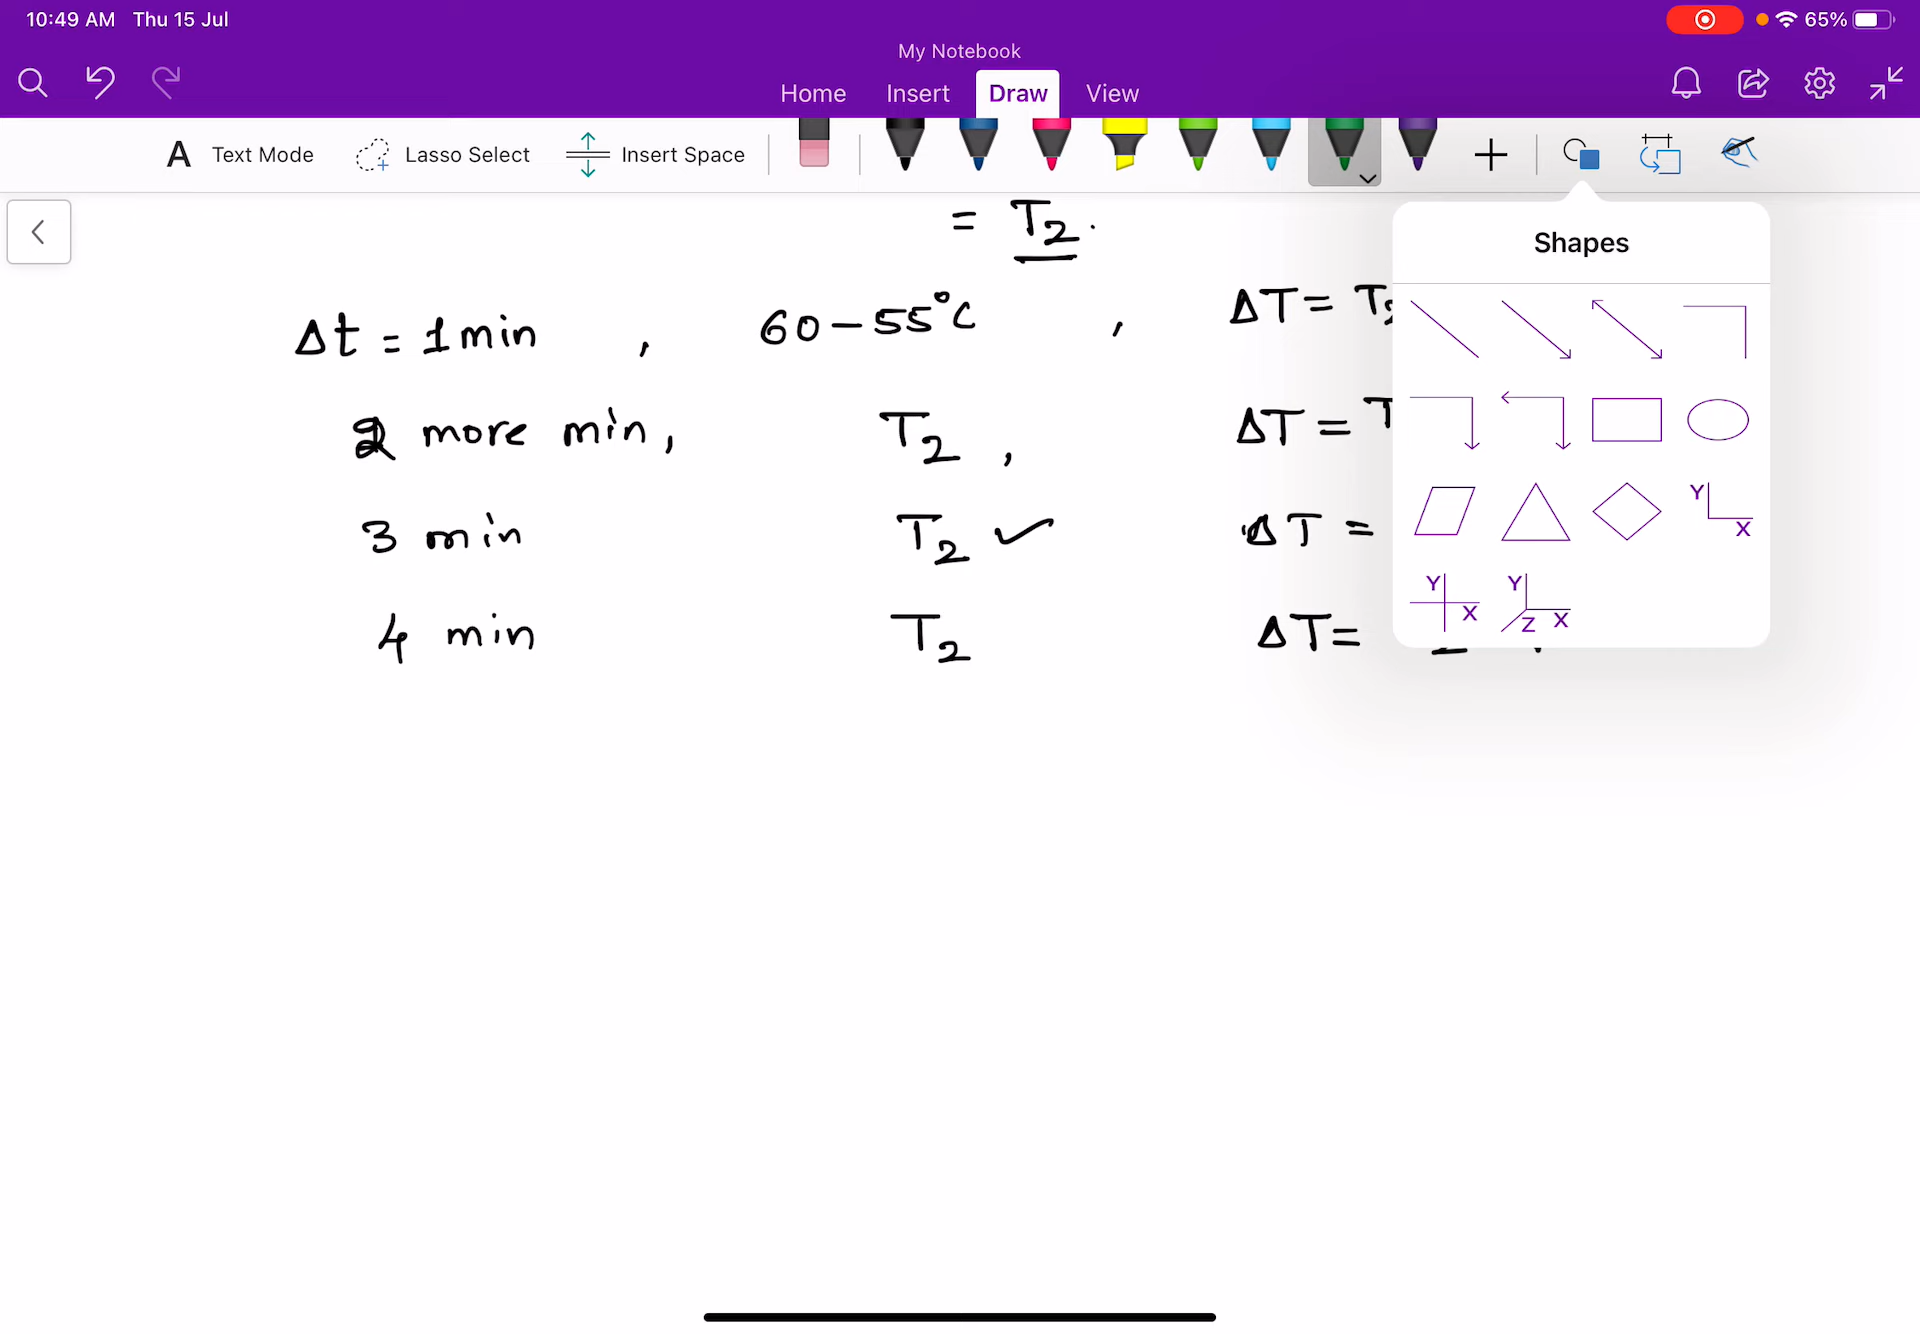 10:49 AM Thu 15 Jul 65%
My Notebook
Home Insert Draw View
A Text Mode Lasso Select Insert Space
Shapes
= T₂.
Δt = 1 min , 60-55°C , ΔT = T₂
2 more min, T₂ , ΔT = T
3 min T₂ ✓ ΔT =
4 min T₂ ΔT =
Y X
Y X
Y Z X